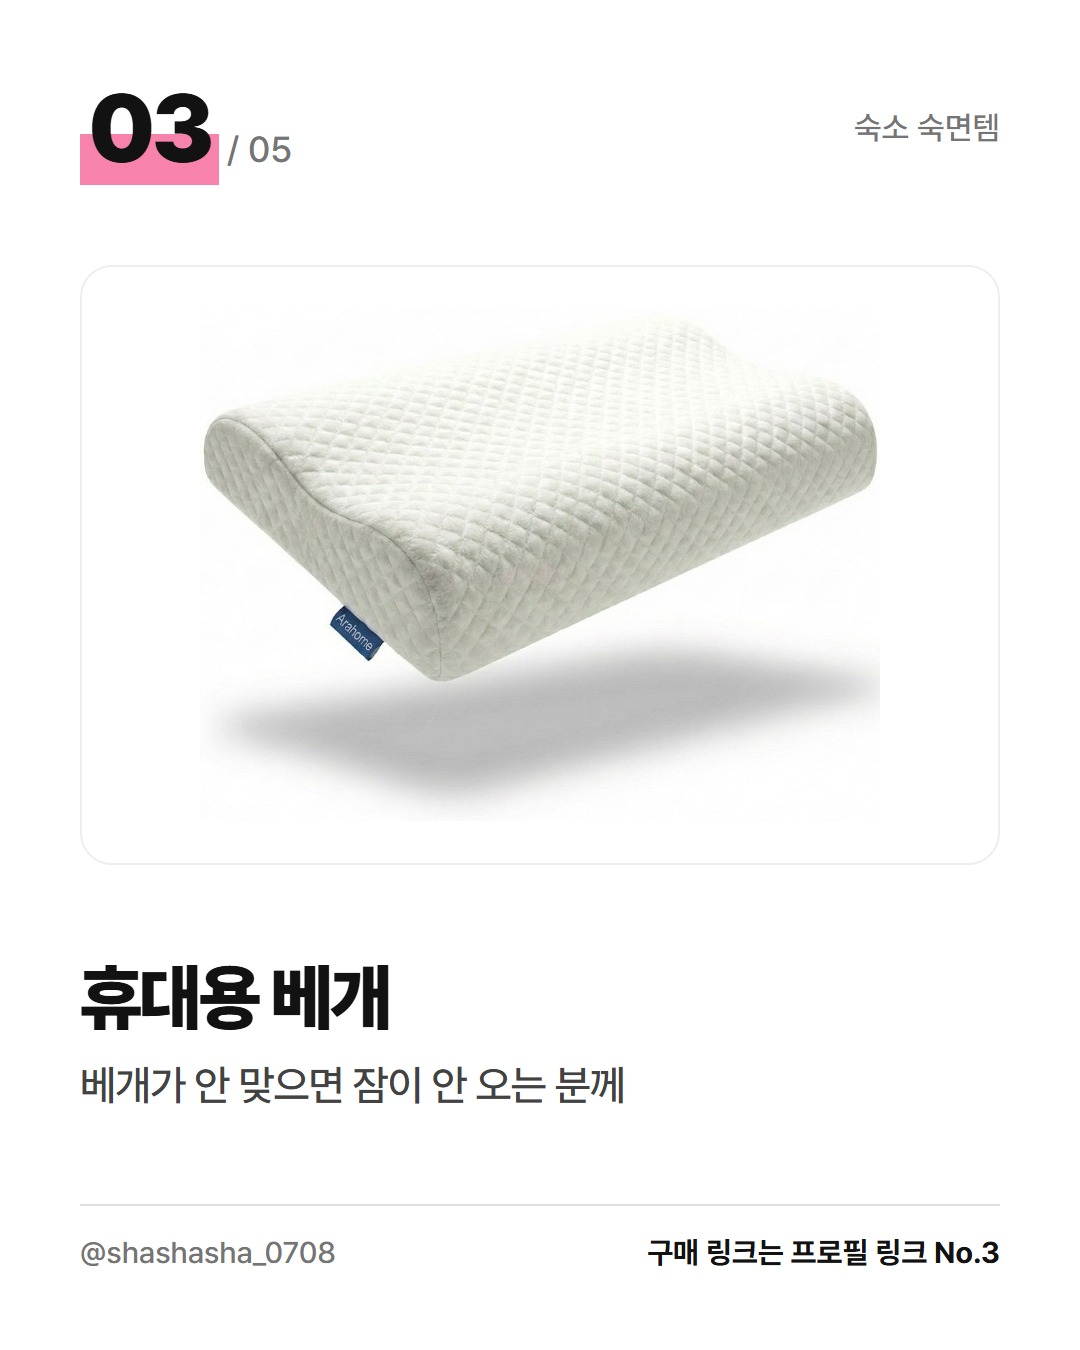 03 / 05
숙소 숙면템
Arahome
휴대용 베개
베개가 안 맞으면 잠이 안 오는 분께
@shashasha_0708
구매 링크는 프로필 링크 No.3